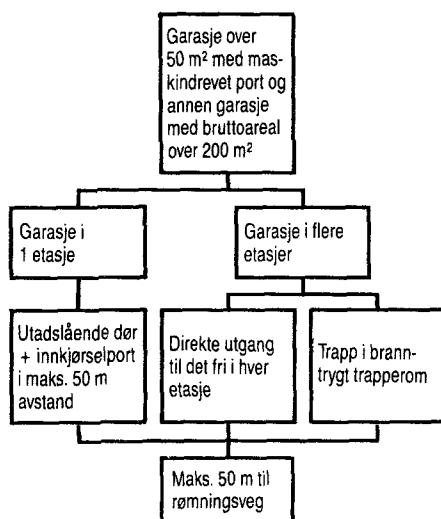 Garasje over
50 m² med mas-
kindrevet port og
annen garasje
med bruttoareal
over 200 m²
Garasje i
1 etasje
Garasje i flere
etasjer
Utadslående dør
+ innkjørselport
i maks. 50 m
avstand
Direkte utgang
til det fri i hver
etasje
Trapp i brann-
trygt trapperom
Maks. 50 m til
rømningsveg